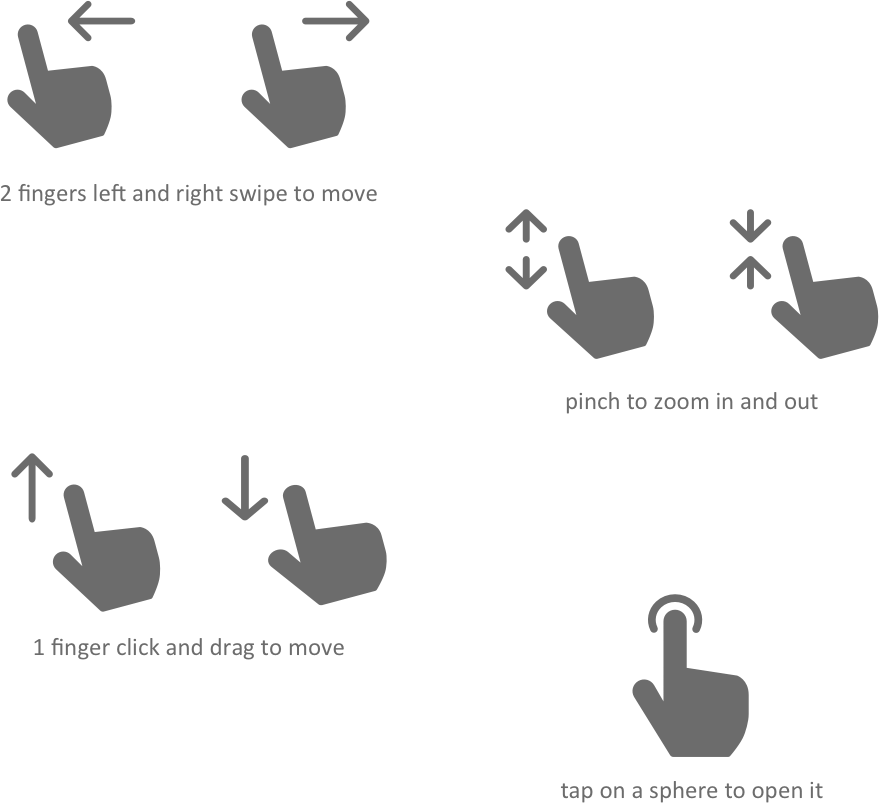 2 fingers left and right swipe to move
pinch to zoom in and out
1 finger click and drag to move
tap on a sphere to open it